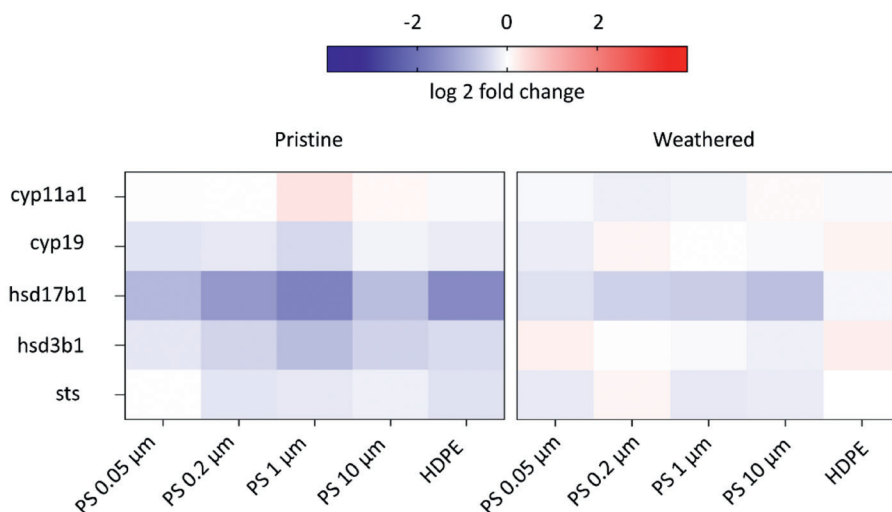 -2 0 2
log 2 fold change
Pristine Weathered
cyp11a1
cyp19
hsd17b1
hsd3b1
sts
PS 0.05 µm PS 0.2 µm PS 1 µm PS 10 µm HDPE PS 0.05 µm PS 0.2 µm PS 1 µm PS 10 µm HDPE